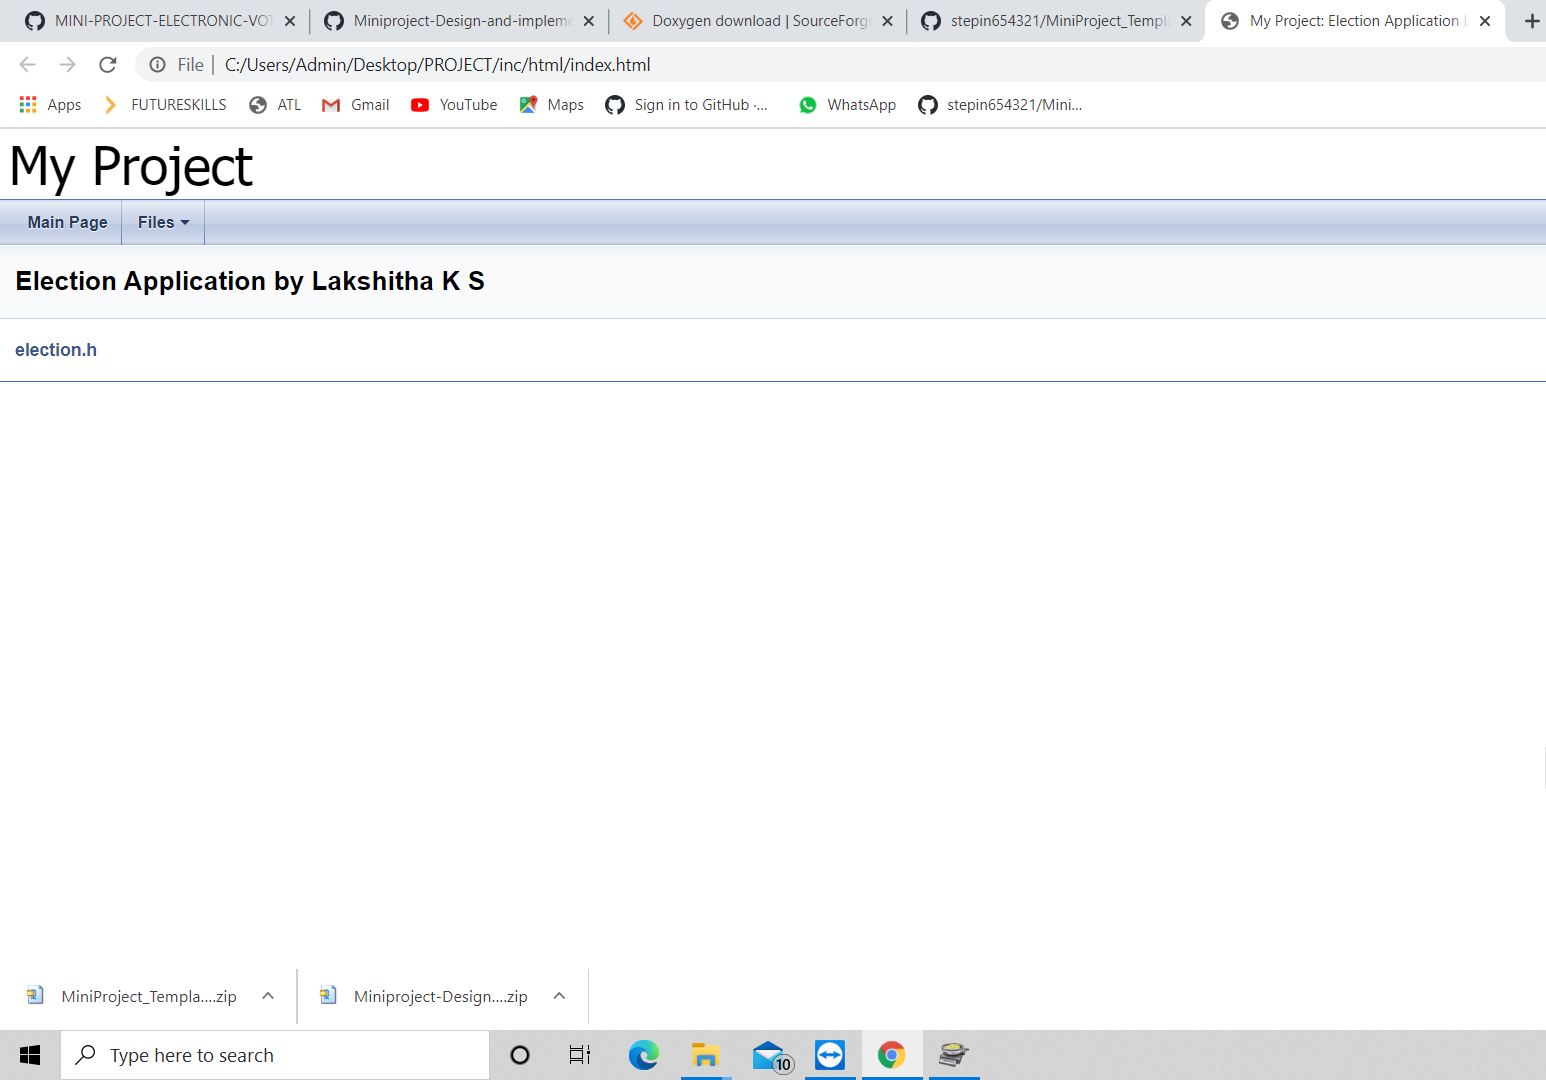 MINI-PROJECT-ELECTRONIC-VOT
Miniproject-Design-and-impleme
Doxygen download | SourceForge
stepin654321/MiniProject_Templa
My Project: Election Application b
File | C:/Users/Admin/Desktop/PROJECT/inc/html/index.html
Apps FUTURESKILLS ATL Gmail YouTube Maps Sign in to GitHub ·... WhatsApp stepin654321/Mini...
My Project
Main Page Files
Election Application by Lakshitha K S
election.h
MiniProject_Templa....zip Miniproject-Design....zip
Type here to search 10